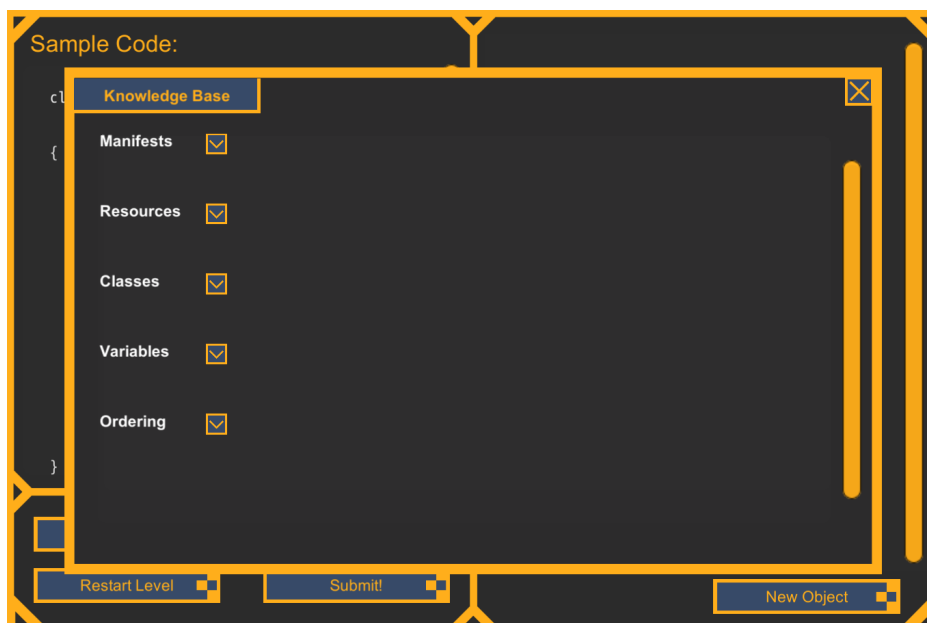 Sample Code:
cl
Knowledge Base
{
Manifests
Resources
Classes
Variables
Ordering
}
Restart Level
Submit!
New Object